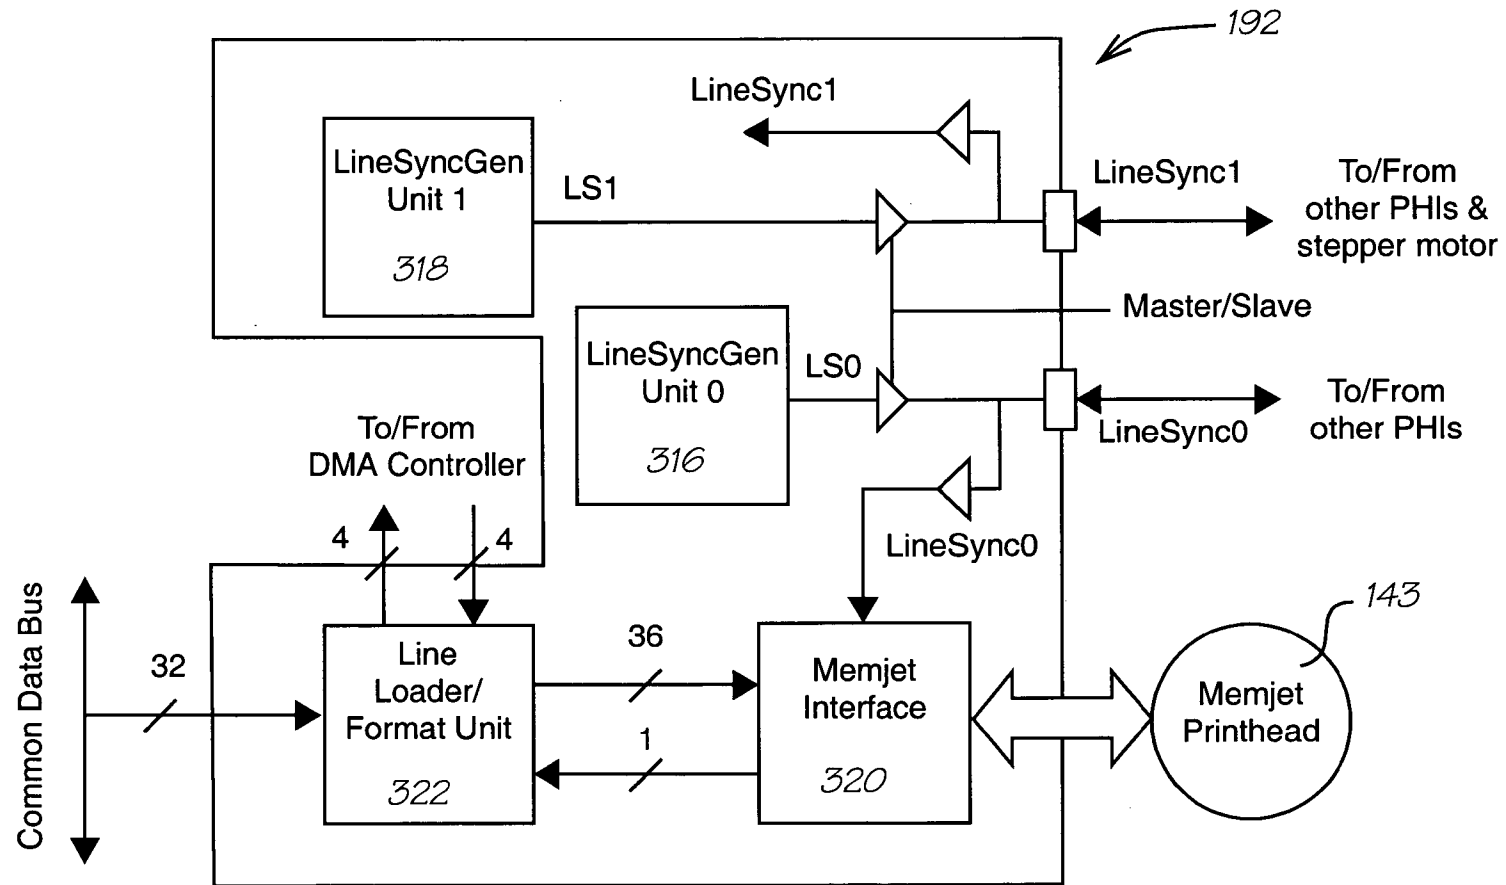 192
LineSync1
LineSyncGen
Unit 1
318
LS1
LineSync1
To/From
other PHIs &
stepper motor
Master/Slave
LineSyncGen
Unit 0
316
LS0
LineSync0
To/From
other PHIs
To/From
DMA Controller
4
4
LineSync0
Common Data Bus
32
Line
Loader/
Format Unit
322
36
1
Memjet
Interface
320
143
Memjet
Printhead